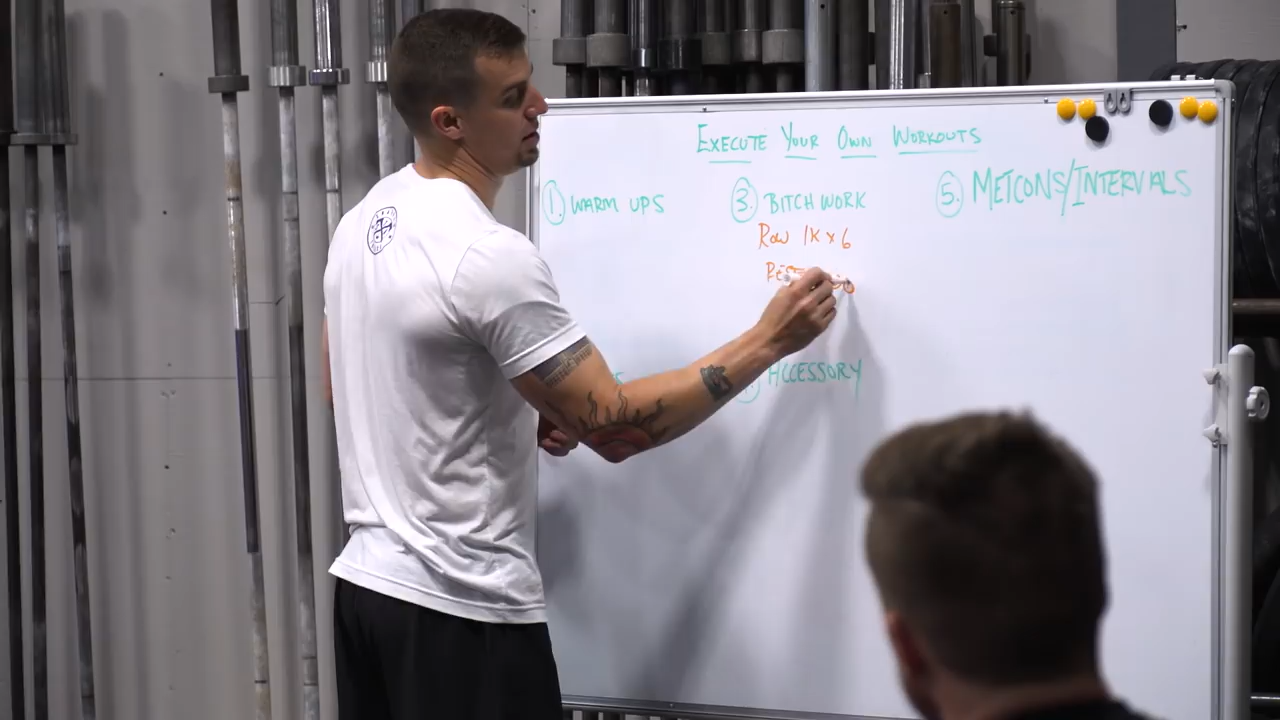 EXECUTE YOUR OWN WORKOUTS
1. WARM UPS
3. BITCH WORK
ROW 1K x 6
5. METCONS/INTERVALS
ACCESSORY